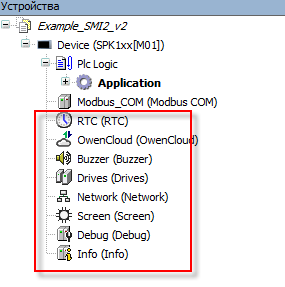 Устройства
Example_SMI2_v2
Device (SPK1xx[M01])
Plc Logic
Application
Modbus_COM (Modbus COM)
RTC (RTC)
OwenCloud (OwenCloud)
Buzzer (Buzzer)
Drives (Drives)
Network (Network)
Screen (Screen)
Debug (Debug)
Info (Info)